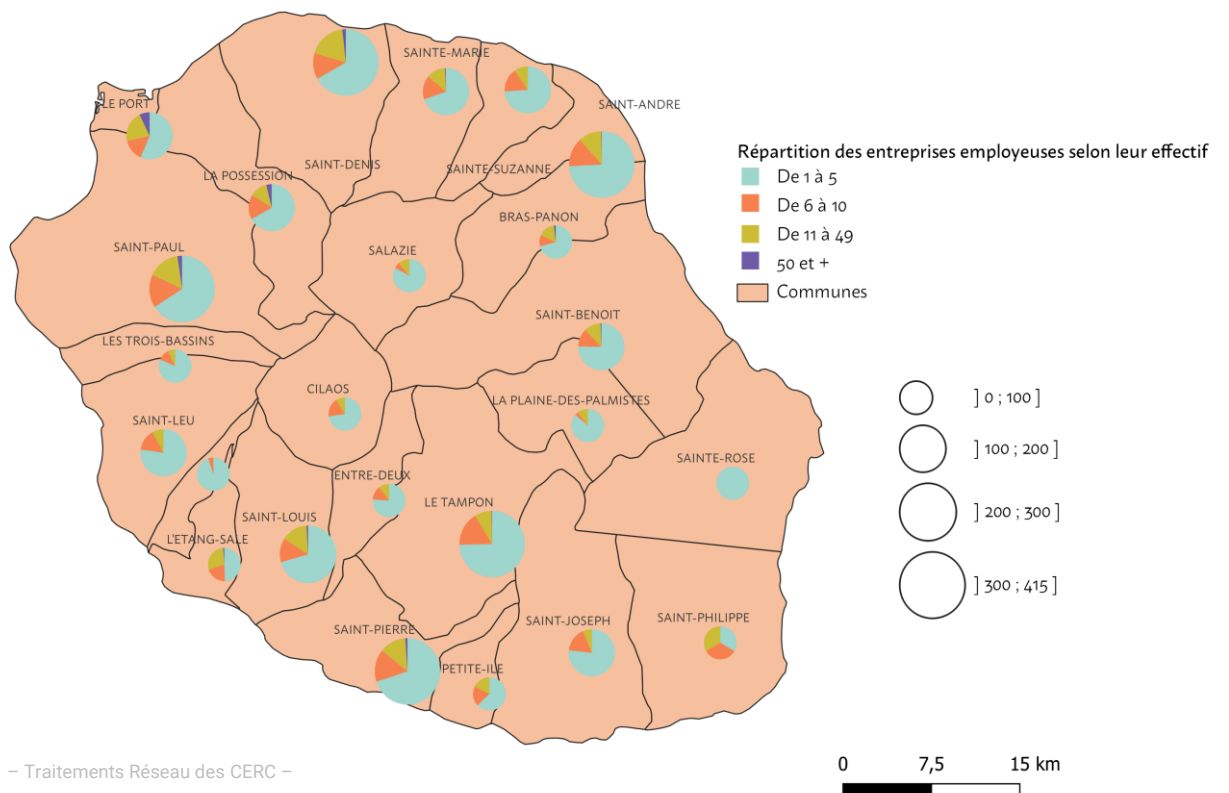 SAINTE-MARIE
LE PORT
SAINT-ANDRE
SAINT-DENIS
SAINTE-SUZANNE
LA POSSESSION
BRAS-PANON
SAINT-PAUL
SALAZIE
SAINT-BENOIT
LES TROIS-BASSINS
CILAOS
LA PLAINE-DES-PALMISTES
SAINT-LEU
SAINTE-ROSE
ENTRE-DEUX
LE TAMPON
SAINT-LOUIS
L'ETANG-SALE
SAINT-PIERRE
SAINT-JOSEPH
SAINT-PHILIPPE
PETITE-ILE
Répartition des entreprises employeuses selon leur effectif
De 1 à 5
De 6 à 10
De 11 à 49
50 et +
Communes
] 0 ; 100 ]
] 100 ; 200 ]
] 200 ; 300 ]
] 300 ; 415 ]
– Traitements Réseau des CERC –
0 7,5 15 km